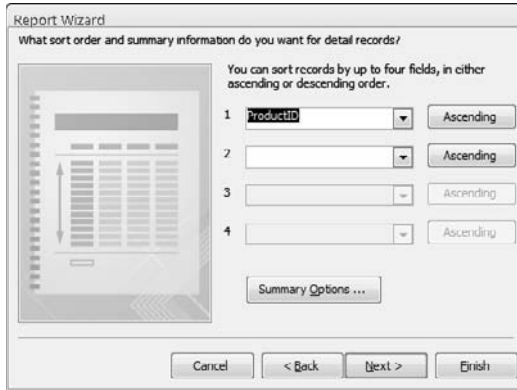 Report Wizard
What sort order and summary information do you want for detail records?
You can sort records by up to four fields, in either
ascending or descending order.
1 ProductID Ascending
2 Ascending
3 Ascending
4 Ascending
Summary Options ...
Cancel < Back Next > Finish